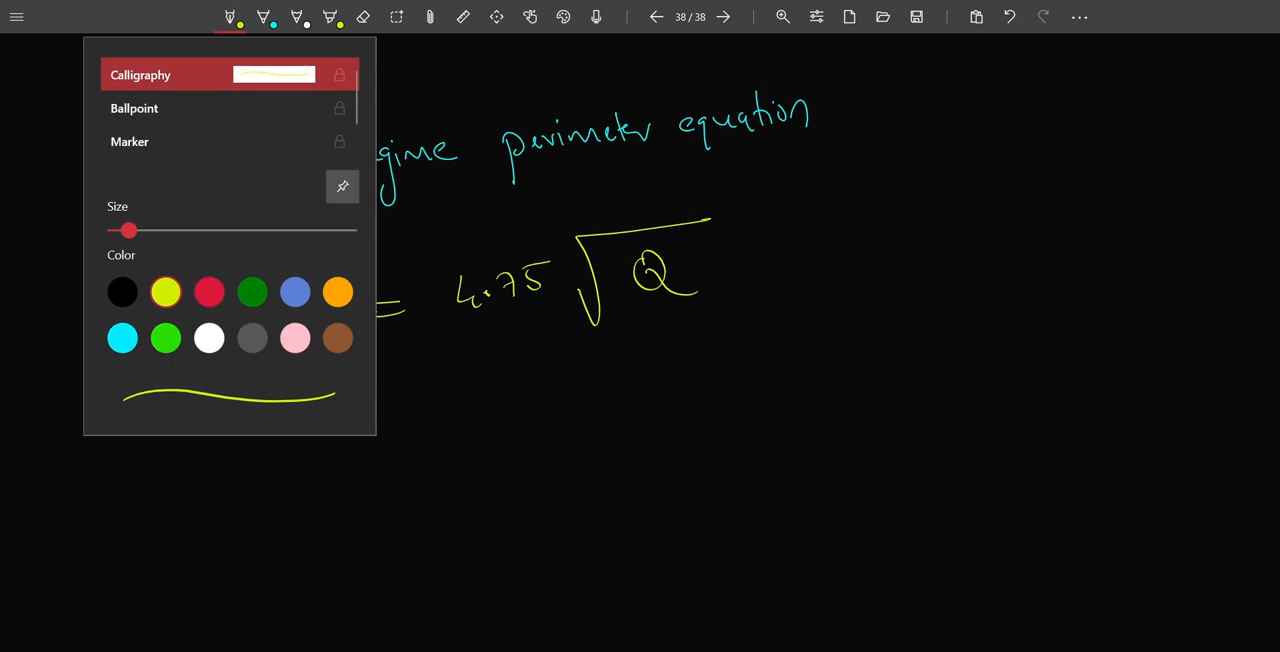 38 / 38
Calligraphy
Ballpoint
Marker
Size
Color
gime perimeter equation
= 4.75 √Q